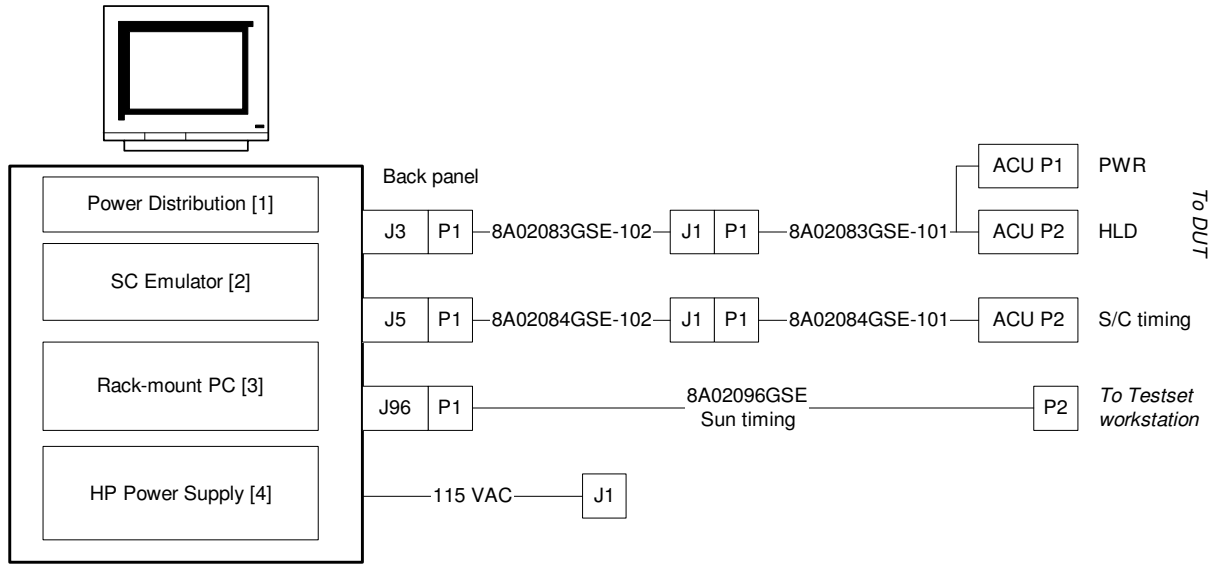 Back panel
Power Distribution [1]
SC Emulator [2]
Rack-mount PC [3]
HP Power Supply [4]
ACU P1 PWR
J3 P1 8A02083GSE-102 J1 P1 8A02083GSE-101 ACU P2 HLD
To DUT
J5 P1 8A02084GSE-102 J1 P1 8A02084GSE-101 ACU P2 S/C timing
J96 P1 8A02096GSE
Sun timing
P2 To Testset
workstation
115 VAC J1